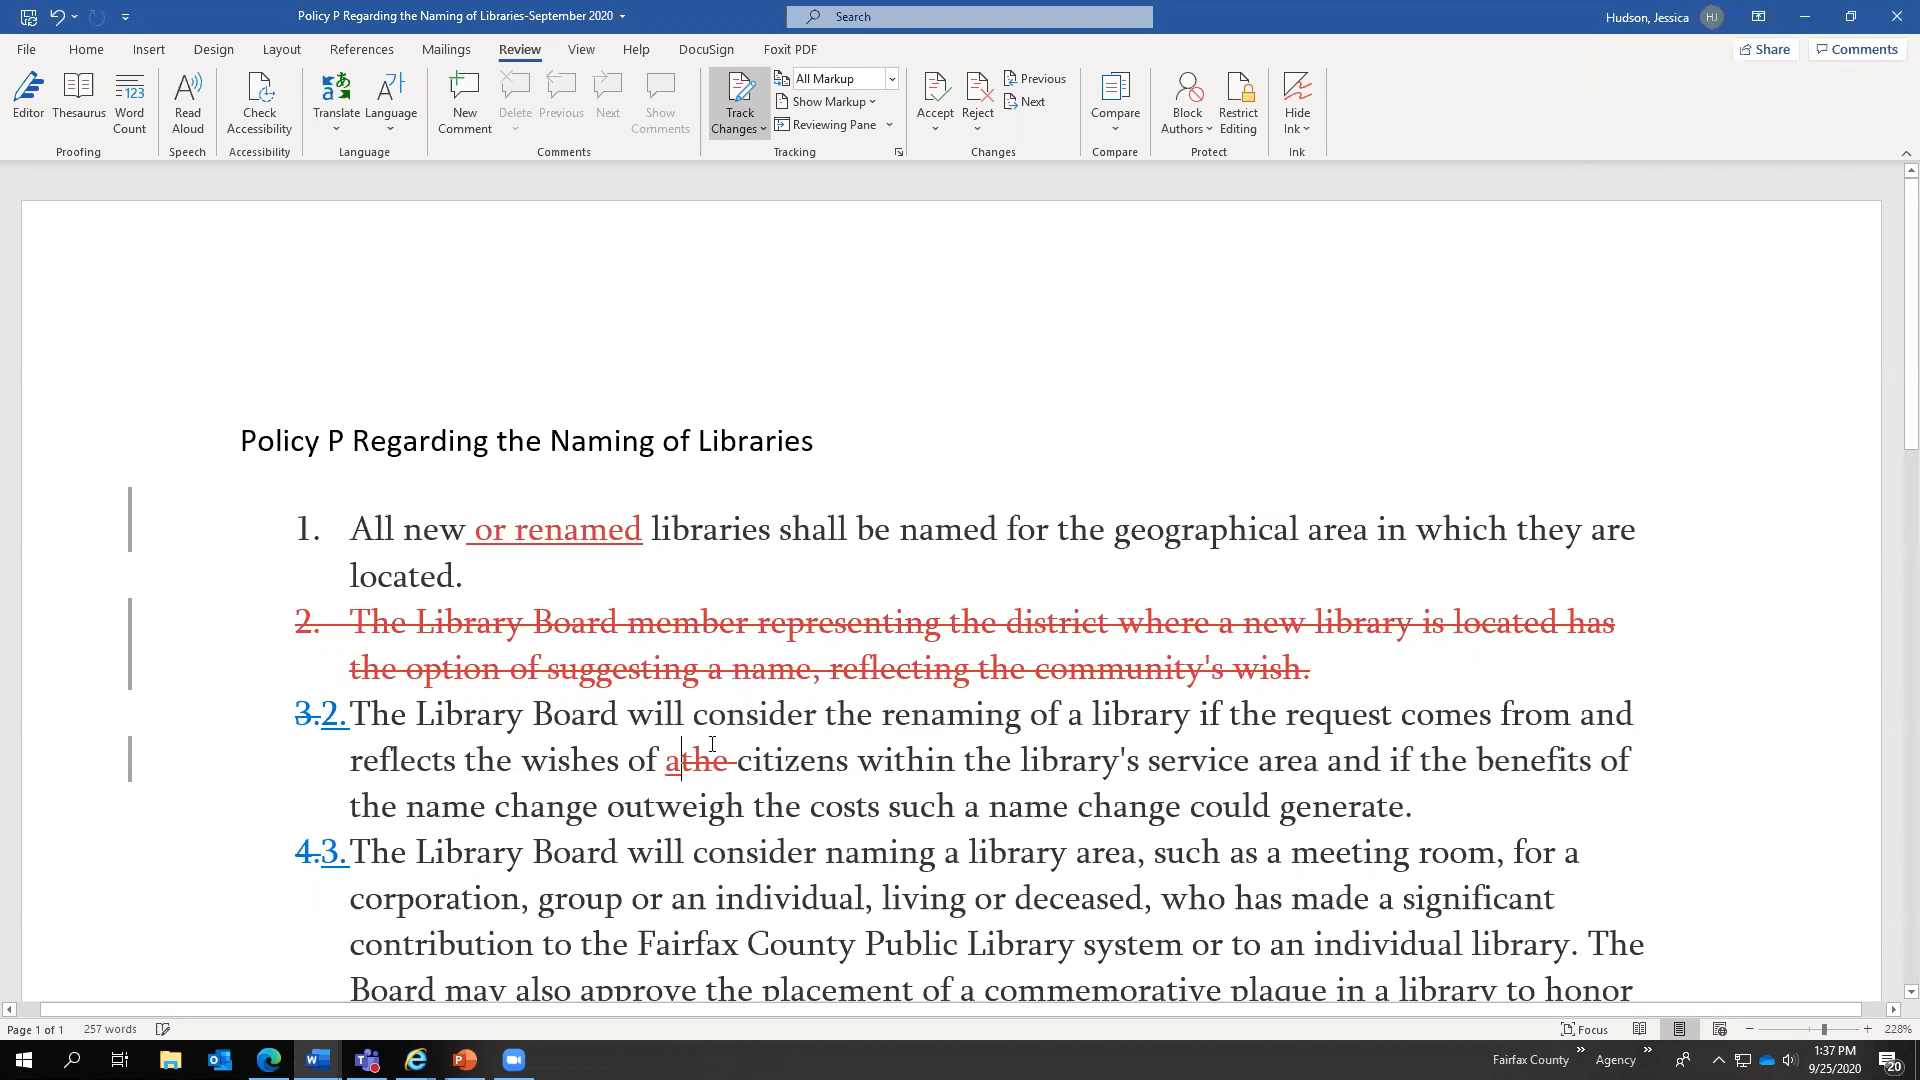 Policy P Regarding the Naming of Libraries-September 2020
Search
Hudson, Jessica HJ
File Home Insert Design Layout References Mailings Review View Help DocuSign Foxit PDF Share Comments
Editor Thesaurus Word Count
Proofing
Read Aloud
Speech
Check Accessibility
Accessibility
Translate Language
Language
New Comment Delete Previous Next Show Comments
Comments
Track Changes
All Markup
Show Markup
Reviewing Pane
Tracking
Accept Reject
Previous
Next
Changes
Compare
Compare
Block Authors Restrict Editing
Protect
Hide Ink
Ink
Policy P Regarding the Naming of Libraries
1. All new or renamed libraries shall be named for the geographical area in which they are
located.
2. The Library Board member representing the district where a new library is located has
the option of suggesting a name, reflecting the community's wish.
3.2. The Library Board will consider the renaming of a library if the request comes from and
reflects the wishes of athe citizens within the library's service area and if the benefits of
the name change outweigh the costs such a name change could generate.
4.3. The Library Board will consider naming a library area, such as a meeting room, for a
corporation, group or an individual, living or deceased, who has made a significant
contribution to the Fairfax County Public Library system or to an individual library. The
Board may also approve the placement of a commemorative plaque in a library to honor
Page 1 of 1 257 words Focus 228%
Fairfax County Agency 1:37 PM
9/25/2020
20